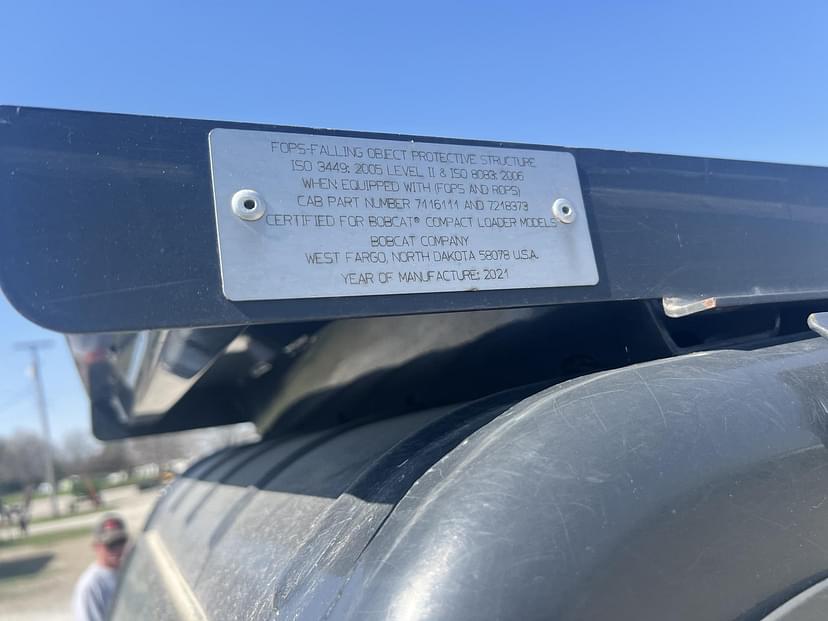 FOPS-FALLING OBJECT PROTECTIVE STRUCTURE
ISO 3449: 2005 LEVEL II & ISO 8083: 2006
WHEN EQUIPPED WITH (FOPS AND ROPS)
CAB PART NUMBER 7116111 AND 7218373
CERTIFIED FOR BOBCAT® COMPACT LOADER MODELS
BOBCAT COMPANY
WEST FARGO, NORTH DAKOTA 58078 U.S.A.
YEAR OF MANUFACTURE: 2021